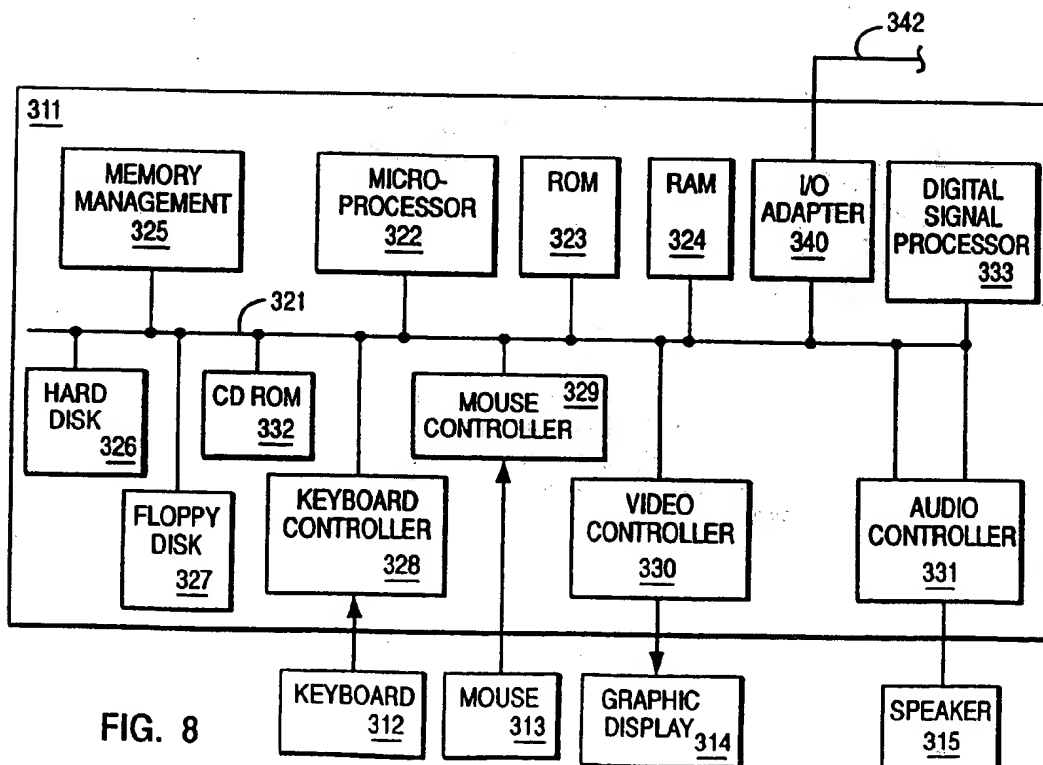 342
311
MEMORY
MANAGEMENT
325
MICRO-
PROCESSOR
322
ROM
323
RAM
324
I/O
ADAPTER
340
DIGITAL
SIGNAL
PROCESSOR
333
321
HARD
DISK
326
FLOPPY
DISK
327
CD ROM
332
KEYBOARD
CONTROLLER
328
329
MOUSE
CONTROLLER
VIDEO
CONTROLLER
330
AUDIO
CONTROLLER
331
KEYBOARD
312
MOUSE
313
GRAPHIC
DISPLAY
314
SPEAKER
315
FIG. 8